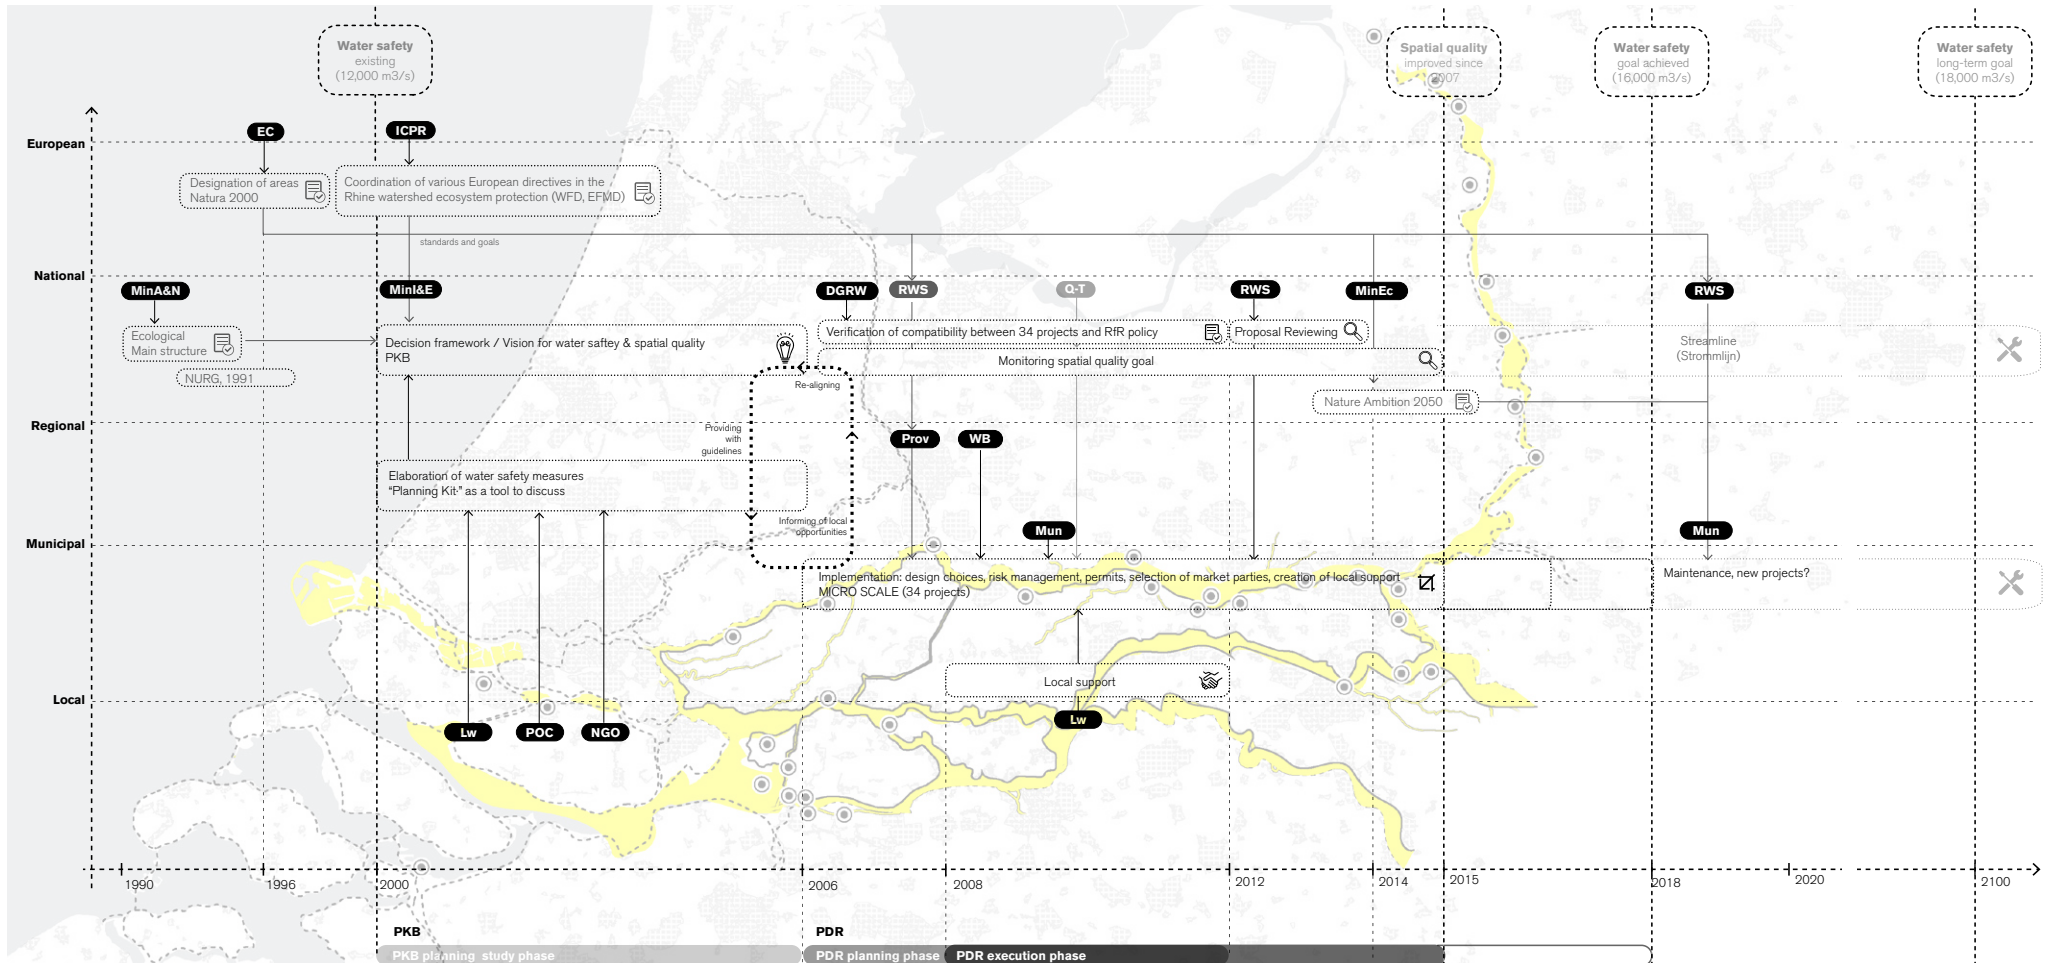 Water safety
existing
(12,000 m3/s)
Spatial quality
improved since
2007
Water safety
goal achieved
(16,000 m3/s)
Water safety
long-term goal
(18,000 m3/s)
European
EC
ICPR
Designation of areas
Natura 2000
Coordination of various European directives in the
Rhine watershed ecosystem protection (WFD, EFMD)
standards and goals
National
MinA&N
MinI&E
DGRW
RWS
Q-T
RWS
MinEc
RWS
Ecological
Main structure
NURG, 1991
Decision framework / Vision for water saftey & spatial quality
PKB
Verification of compatibility between 34 projects and RfR policy
Proposal Reviewing
Monitoring spatial quality goal
Streamline
(Strommlijn)
Re-aligning
Nature Ambition 2050
Regional
Providing
with
guidelines
Prov
WB
Elaboration of water safety measures
"Planning Kit-" as a tool to discuss
Informing of local
opportunities
Mun
Mun
Municipal
Implementation: design choices, risk management, permits, selection of market parties, creation of local support
MICRO SCALE (34 projects)
Maintenance, new projects?
Local support
Local
Lw
POC
NGO
Lw
1990
1996
2000
2006
2008
2012
2014
2015
2018
2020
2100
PKB
PDR
PKB planning study phase
PDR planning phase
PDR execution phase